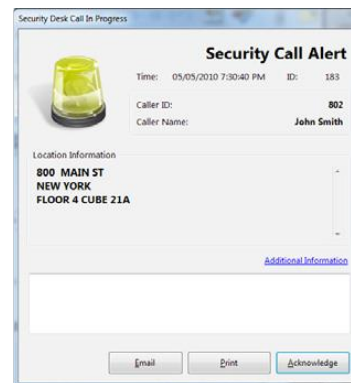 Security Desk Call In Progress
Security Call Alert
Time: 05/05/2010 7:30:40 PM ID: 183
Caller ID: 802
Caller Name: John Smith
Location Information
800 MAIN ST
NEW YORK
FLOOR 4 CUBE 21A
Additional Information
Email Print Acknowledge